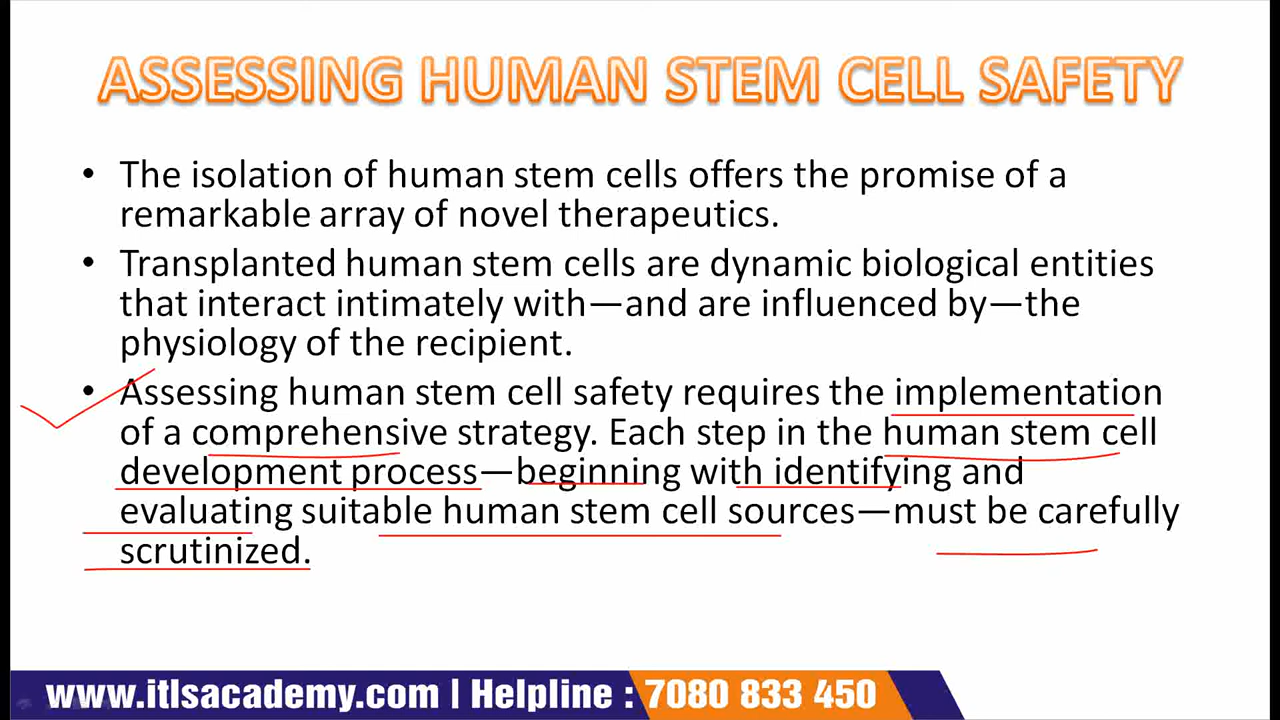 ASSESSING HUMAN STEM CELL SAFETY
• The isolation of human stem cells offers the promise of a
remarkable array of novel therapeutics.
• Transplanted human stem cells are dynamic biological entities
that interact intimately with—and are influenced by—the
physiology of the recipient.
• Assessing human stem cell safety requires the implementation
of a comprehensive strategy. Each step in the human stem cell
development process—beginning with identifying and
evaluating suitable human stem cell sources—must be carefully
scrutinized.
www.itlsacademy.com | Helpline : 7080 833 450